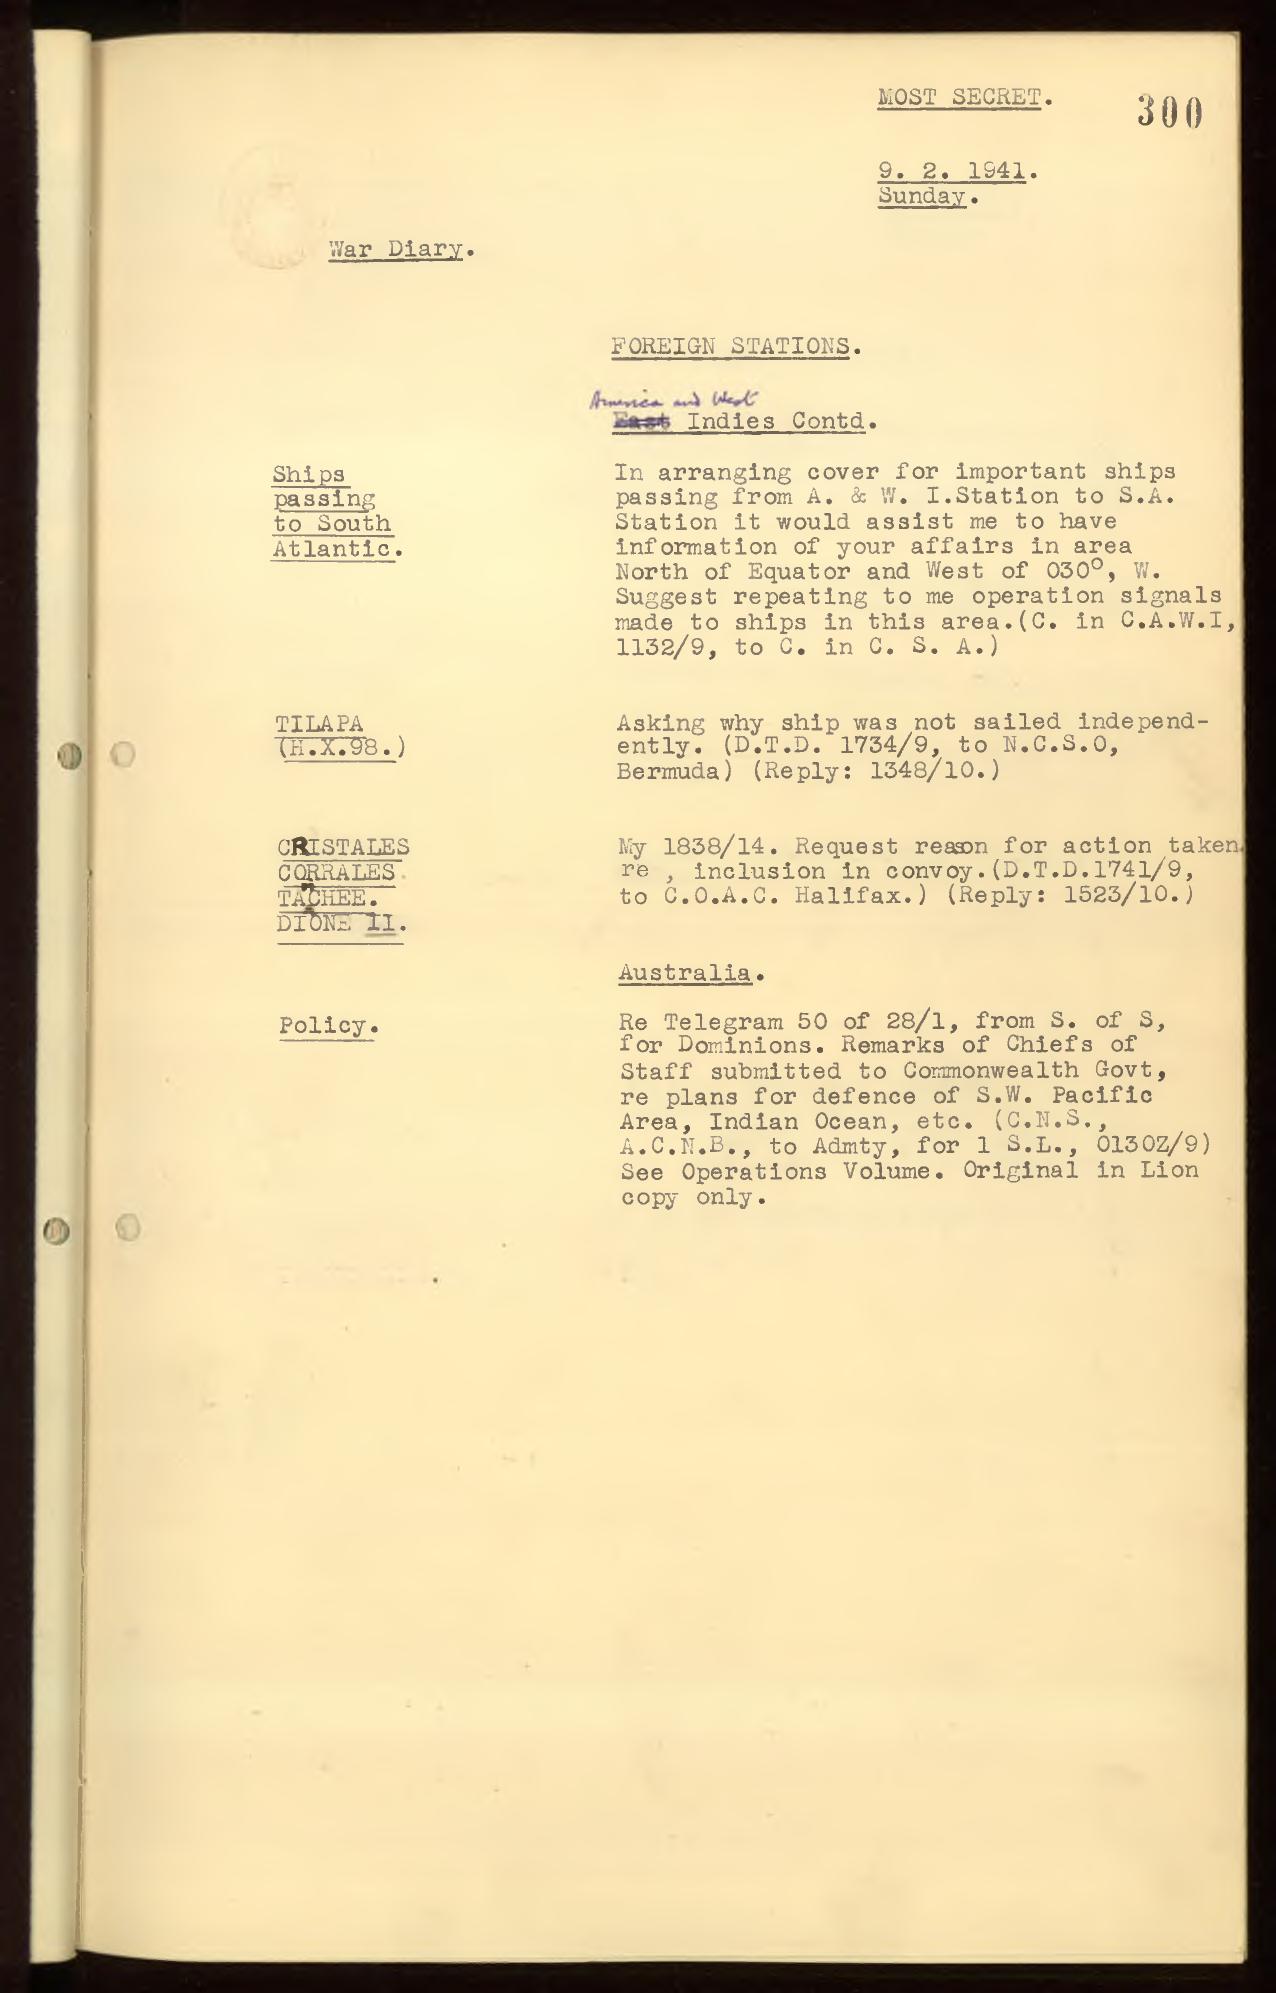 MOST SECRET.
300
9. 2. 1941.
Sunday.
War Diary.
FOREIGN STATIONS.
America and West
East Indies Contd.
Ships
passing
to South
Atlantic.
In arranging cover for important ships
passing from A. & W. I.Station to S.A.
Station it would assist me to have
information of your affairs in area
North of Equator and West of 030°, W.
Suggest repeating to me operation signals
made to ships in this area.(C. in C.A.W.I,
1132/9, to C. in C. S. A.)
TILAPA
(H.X.98.)
Asking why ship was not sailed independ-
ently. (D.T.D. 1734/9, to N.C.S.O,
Bermuda) (Reply: 1348/10.)
CRISTALES
CORRALES
TACHEE.
DIONE II.
My 1838/14. Request reason for action taken.
re , inclusion in convoy.(D.T.D.1741/9,
to C.O.A.C. Halifax.) (Reply: 1523/10.)
Australia.
Policy.
Re Telegram 50 of 28/1, from S. of S,
for Dominions. Remarks of Chiefs of
Staff submitted to Commonwealth Govt,
re plans for defence of S.W. Pacific
Area, Indian Ocean, etc. (C.N.S.,
A.C.N.B., to Admty, for 1 S.L., 0130Z/9)
See Operations Volume. Original in Lion
copy only.